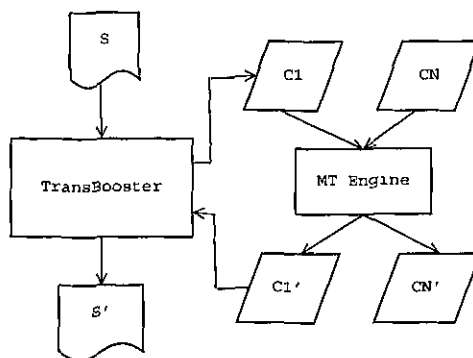 S
C1
CN
TransBooster
MT Engine
S'
C1'
CN'